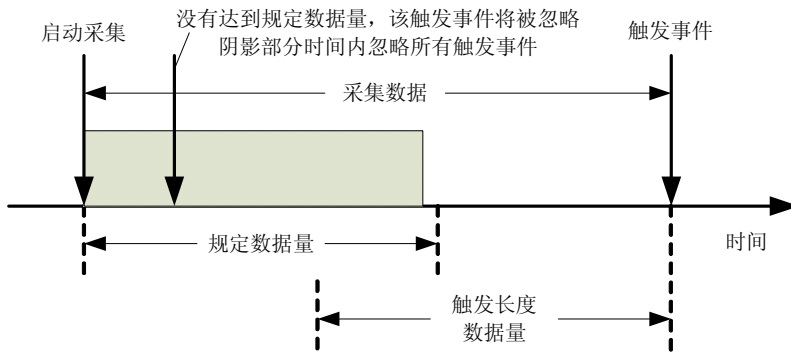 没有达到规定数据量，该触发事件将被忽略
启动采集
阴影部分时间内忽略所有触发事件
触发事件
采集数据
规定数据量
时间
触发长度
数据量